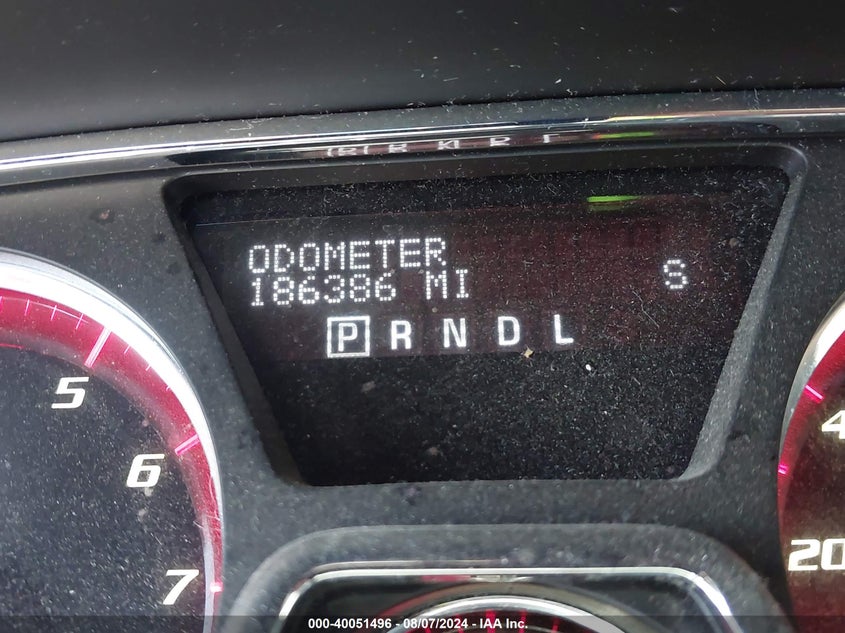 ODOMETER
186386 MI
S
P R N D L
5
6
7
4
20
000-40051496 - 08/07/2024 - IAA Inc.